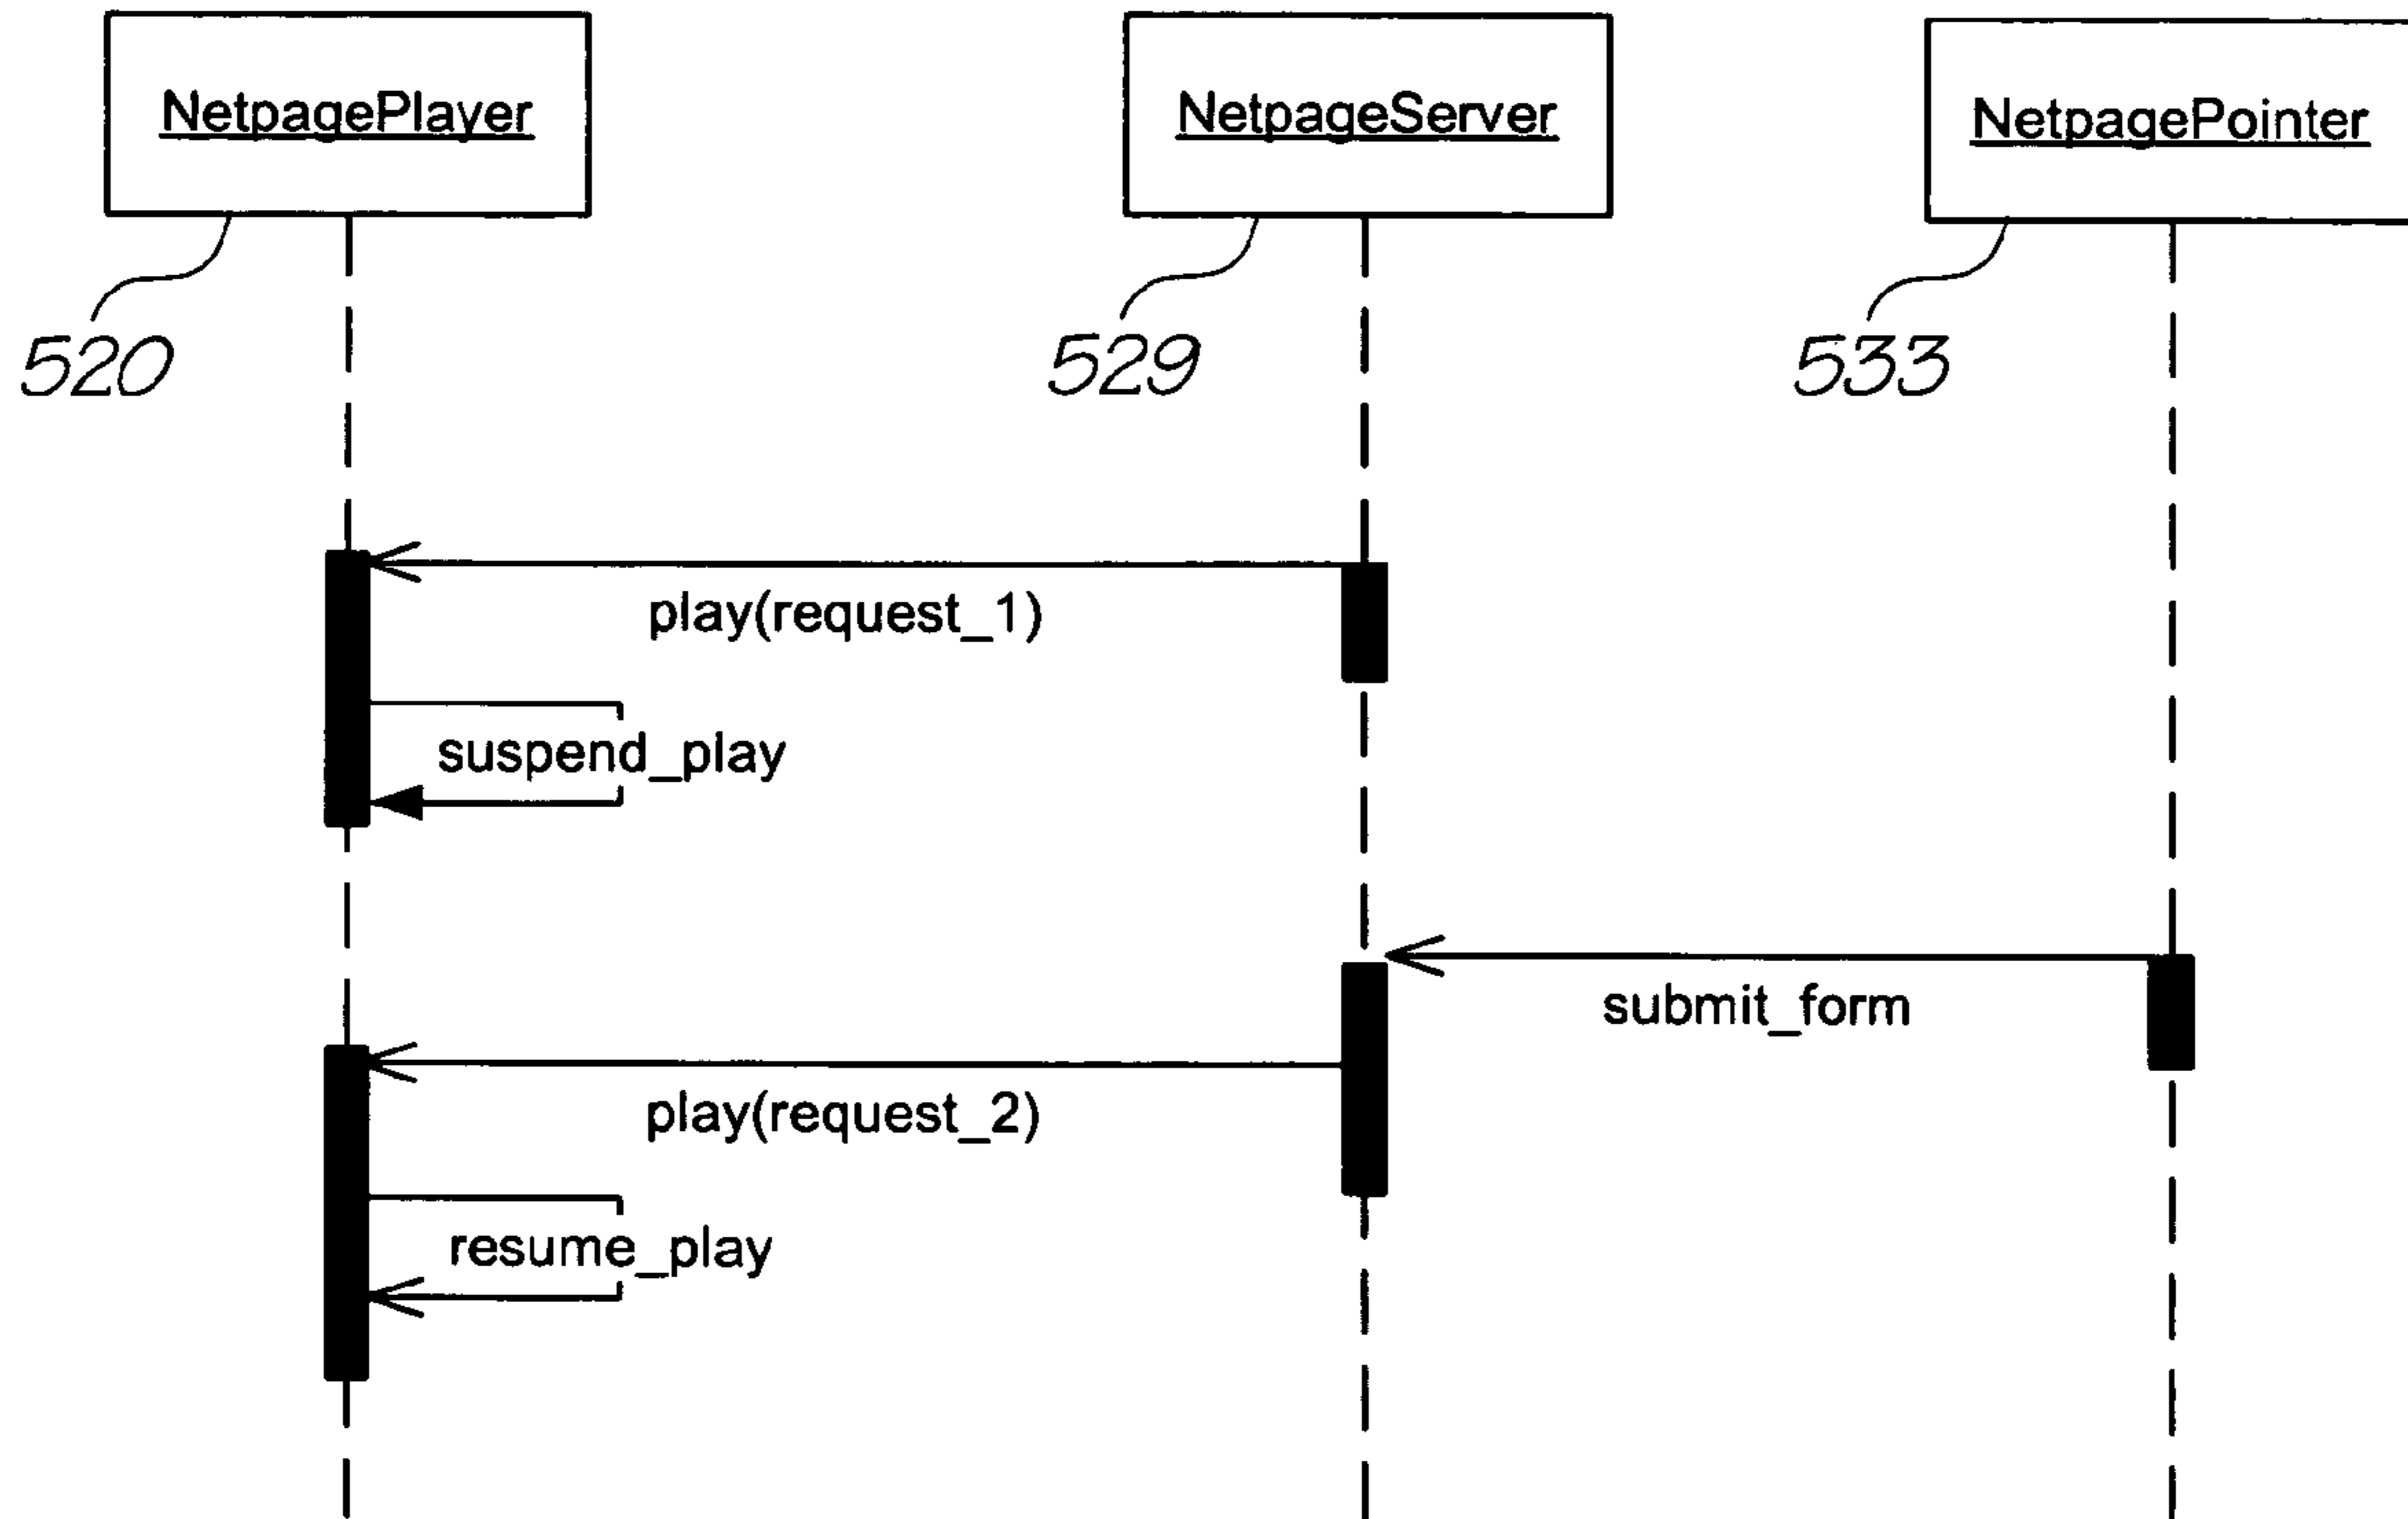 NetpagePlayer
NetpageServer
NetpagePointer
520
529
533
play(request_1)
suspend_play
submit_form
play(request_2)
resume_play